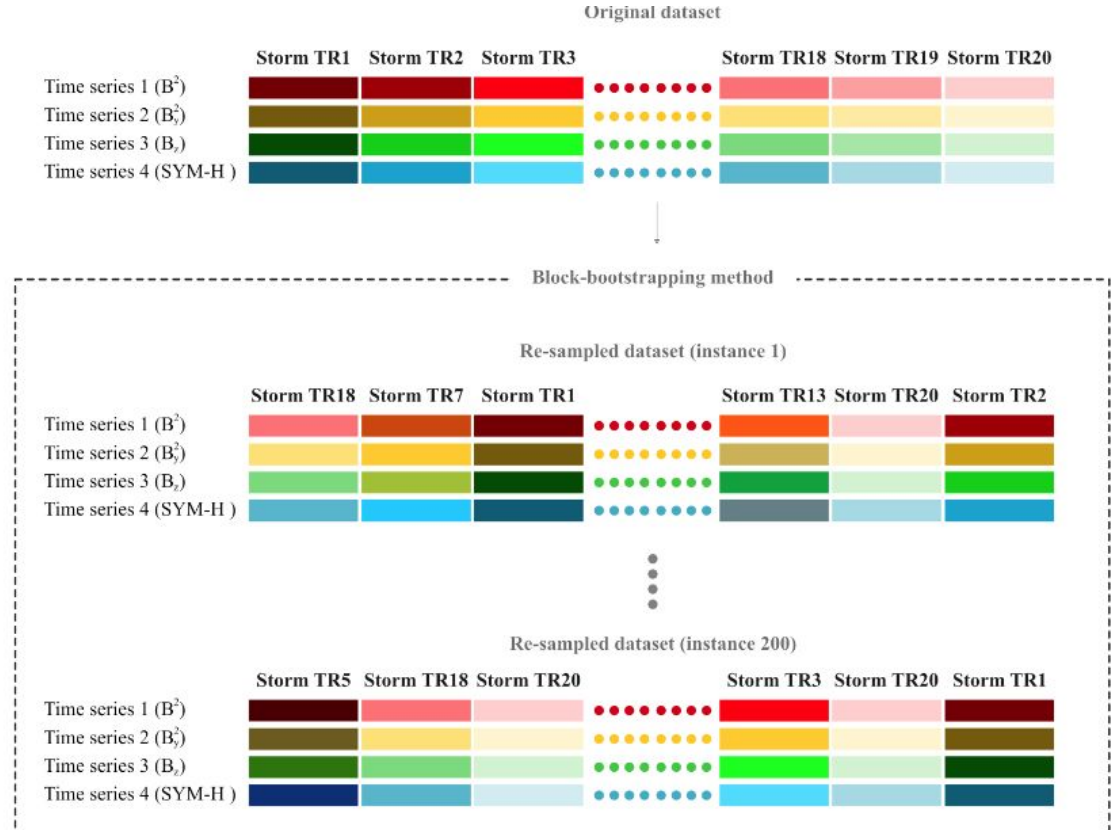 Original dataset
Storm TR1 Storm TR2 Storm TR3 Storm TR18 Storm TR19 Storm TR20
Time series 1 (B²)
Time series 2 (B²y)
Time series 3 (Bz)
Time series 4 (SYM-H )
Block-bootstrapping method
Re-sampled dataset (instance 1)
Storm TR18 Storm TR7 Storm TR1 Storm TR13 Storm TR20 Storm TR2
Time series 1 (B²)
Time series 2 (B²y)
Time series 3 (Bz)
Time series 4 (SYM-H )
Re-sampled dataset (instance 200)
Storm TR5 Storm TR18 Storm TR20 Storm TR3 Storm TR20 Storm TR1
Time series 1 (B²)
Time series 2 (B²y)
Time series 3 (Bz)
Time series 4 (SYM-H )